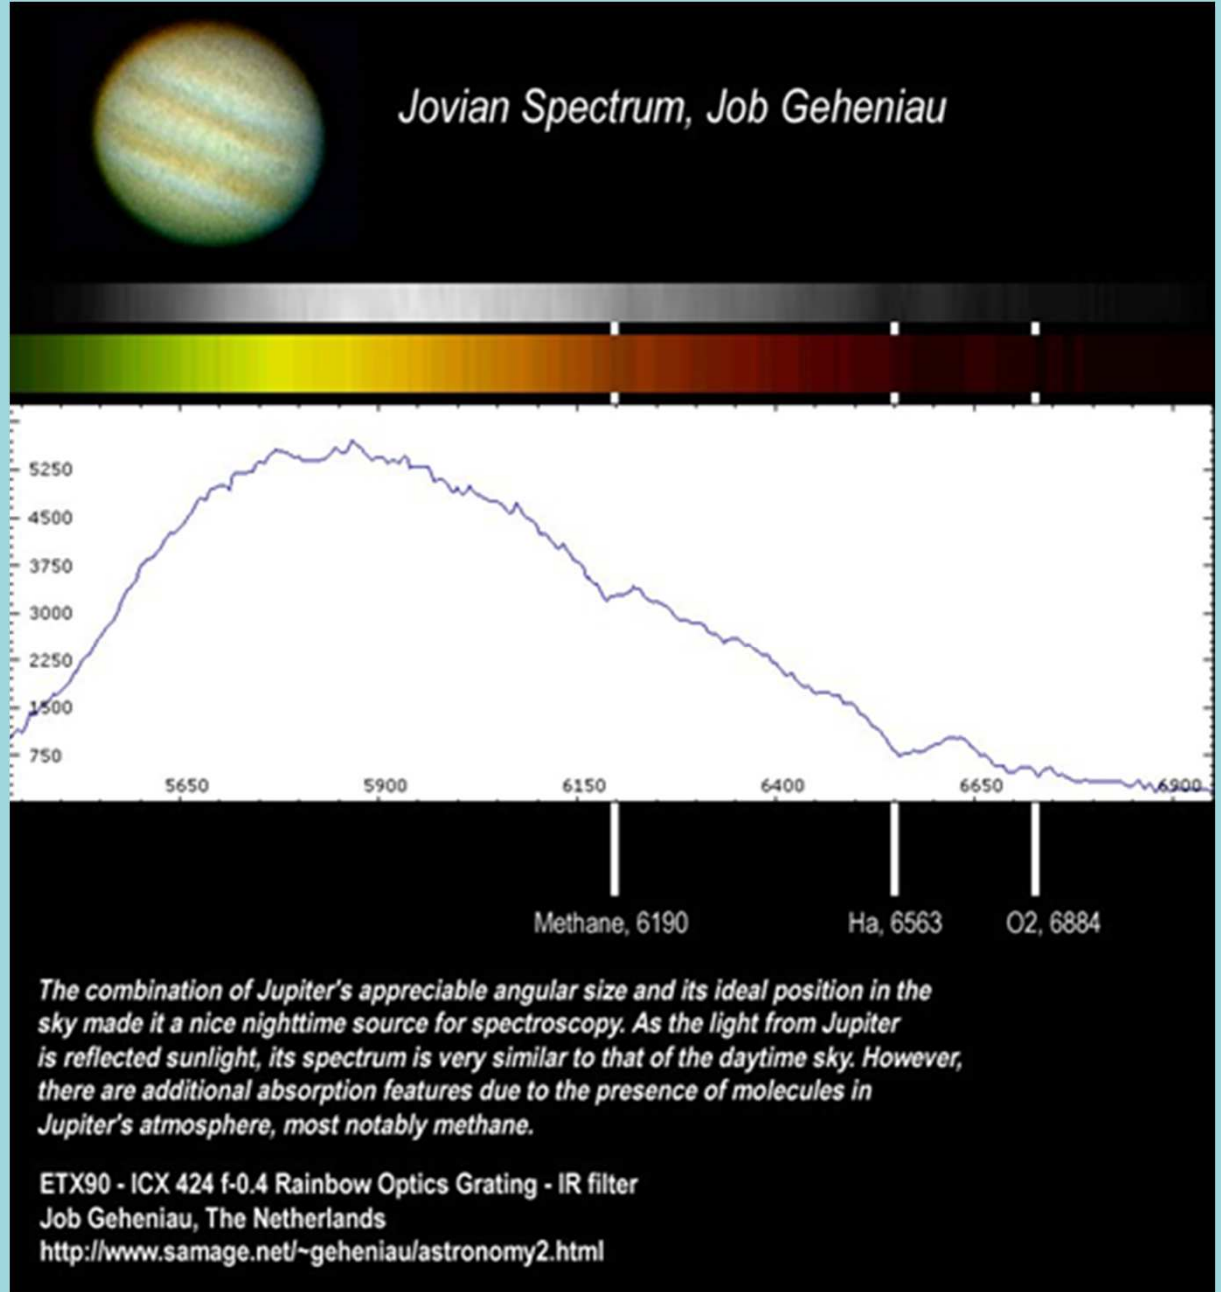 Jovian Spectrum, Job Geheniau
5250
4500
3750
3000
2250
1500
750
5650 5900 6150 6400 6650 6900
Methane, 6190 Ha, 6563 O2, 6884
The combination of Jupiter's appreciable angular size and its ideal position in the
sky made it a nice nighttime source for spectroscopy. As the light from Jupiter
is reflected sunlight, its spectrum is very similar to that of the daytime sky. However,
there are additional absorption features due to the presence of molecules in
Jupiter's atmosphere, most notably methane.
ETX90 - ICX 424 f-0.4 Rainbow Optics Grating - IR filter
Job Geheniau, The Netherlands
http://www.samage.net/~geheniau/astronomy2.html